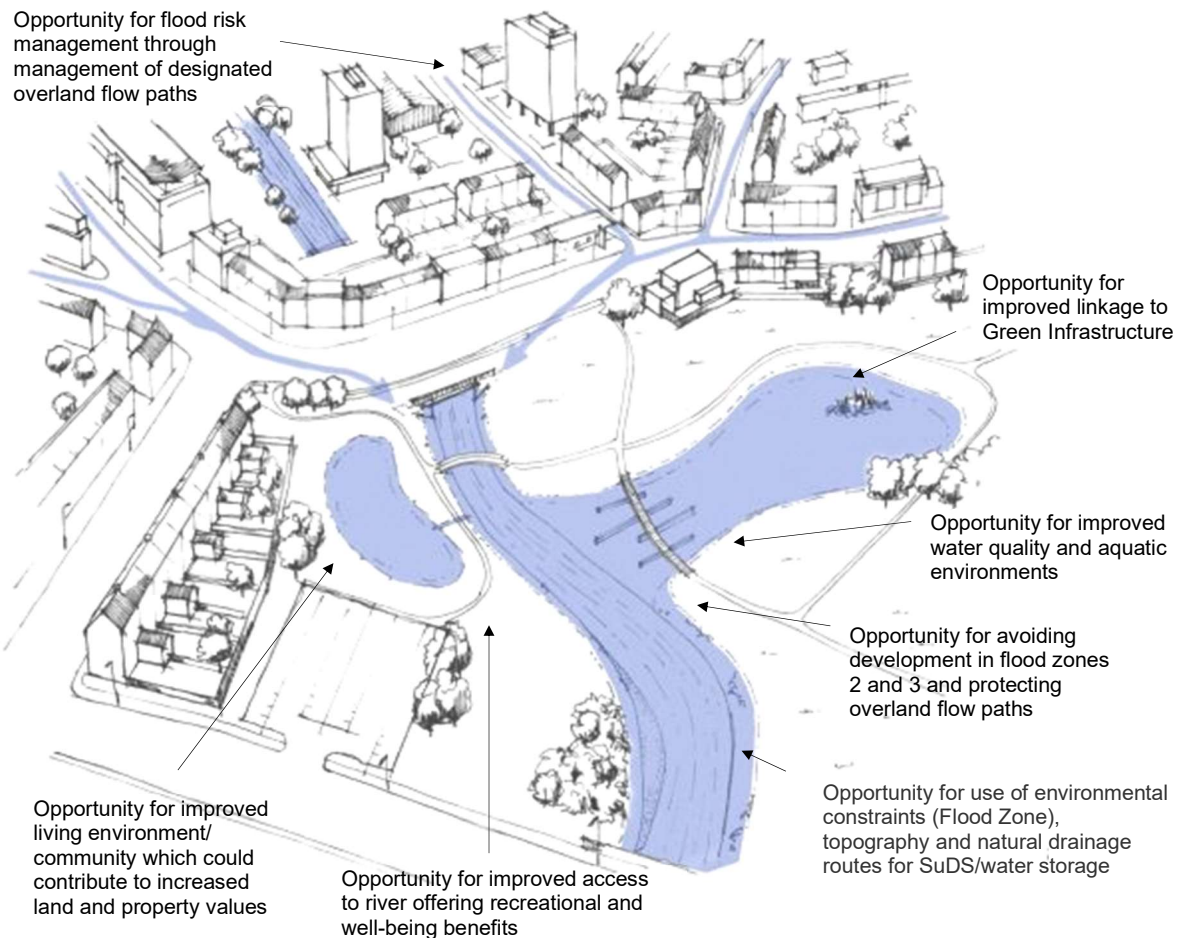 Opportunity for flood risk
management through
management of designated
overland flow paths
Opportunity for
improved linkage to
Green Infrastructure
Opportunity for improved
water quality and aquatic
environments
Opportunity for avoiding
development in flood zones
2 and 3 and protecting
overland flow paths
Opportunity for use of environmental
constraints (Flood Zone),
topography and natural drainage
routes for SuDS/water storage
Opportunity for improved
living environment/
community which could
contribute to increased
land and property values
Opportunity for improved access
to river offering recreational and
well-being benefits